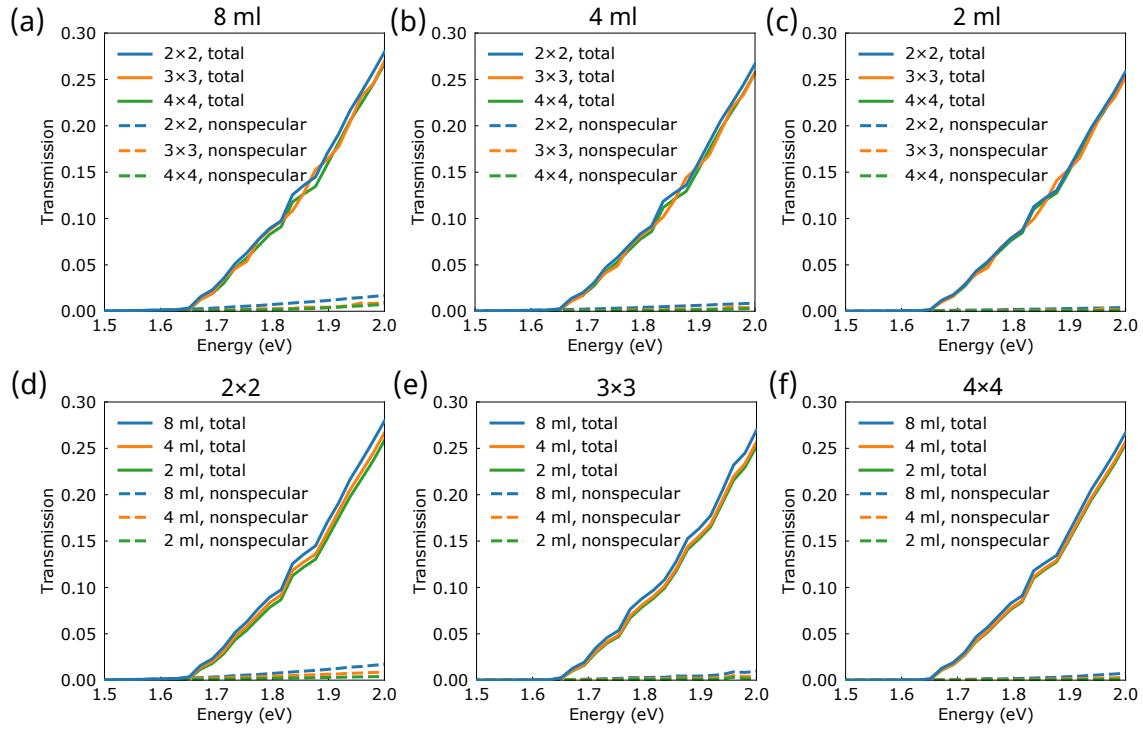 (a)
8 ml
0.30
0.25
0.20
0.15
0.10
0.05
0.00
Transmission
2×2, total
3×3, total
4×4, total
2×2, nonspecular
3×3, nonspecular
4×4, nonspecular
1.5 1.6 1.7 1.8 1.9 2.0
Energy (eV)
(b)
4 ml
0.30
0.25
0.20
0.15
0.10
0.05
0.00
Transmission
2×2, total
3×3, total
4×4, total
2×2, nonspecular
3×3, nonspecular
4×4, nonspecular
1.5 1.6 1.7 1.8 1.9 2.0
Energy (eV)
(c)
2 ml
0.30
0.25
0.20
0.15
0.10
0.05
0.00
Transmission
2×2, total
3×3, total
4×4, total
2×2, nonspecular
3×3, nonspecular
4×4, nonspecular
1.5 1.6 1.7 1.8 1.9 2.0
Energy (eV)
(d)
2×2
0.30
0.25
0.20
0.15
0.10
0.05
0.00
Transmission
8 ml, total
4 ml, total
2 ml, total
8 ml, nonspecular
4 ml, nonspecular
2 ml, nonspecular
1.5 1.6 1.7 1.8 1.9 2.0
Energy (eV)
(e)
3×3
0.30
0.25
0.20
0.15
0.10
0.05
0.00
Transmission
8 ml, total
4 ml, total
2 ml, total
8 ml, nonspecular
4 ml, nonspecular
2 ml, nonspecular
1.5 1.6 1.7 1.8 1.9 2.0
Energy (eV)
(f)
4×4
0.30
0.25
0.20
0.15
0.10
0.05
0.00
Transmission
8 ml, total
4 ml, total
2 ml, total
8 ml, nonspecular
4 ml, nonspecular
2 ml, nonspecular
1.5 1.6 1.7 1.8 1.9 2.0
Energy (eV)